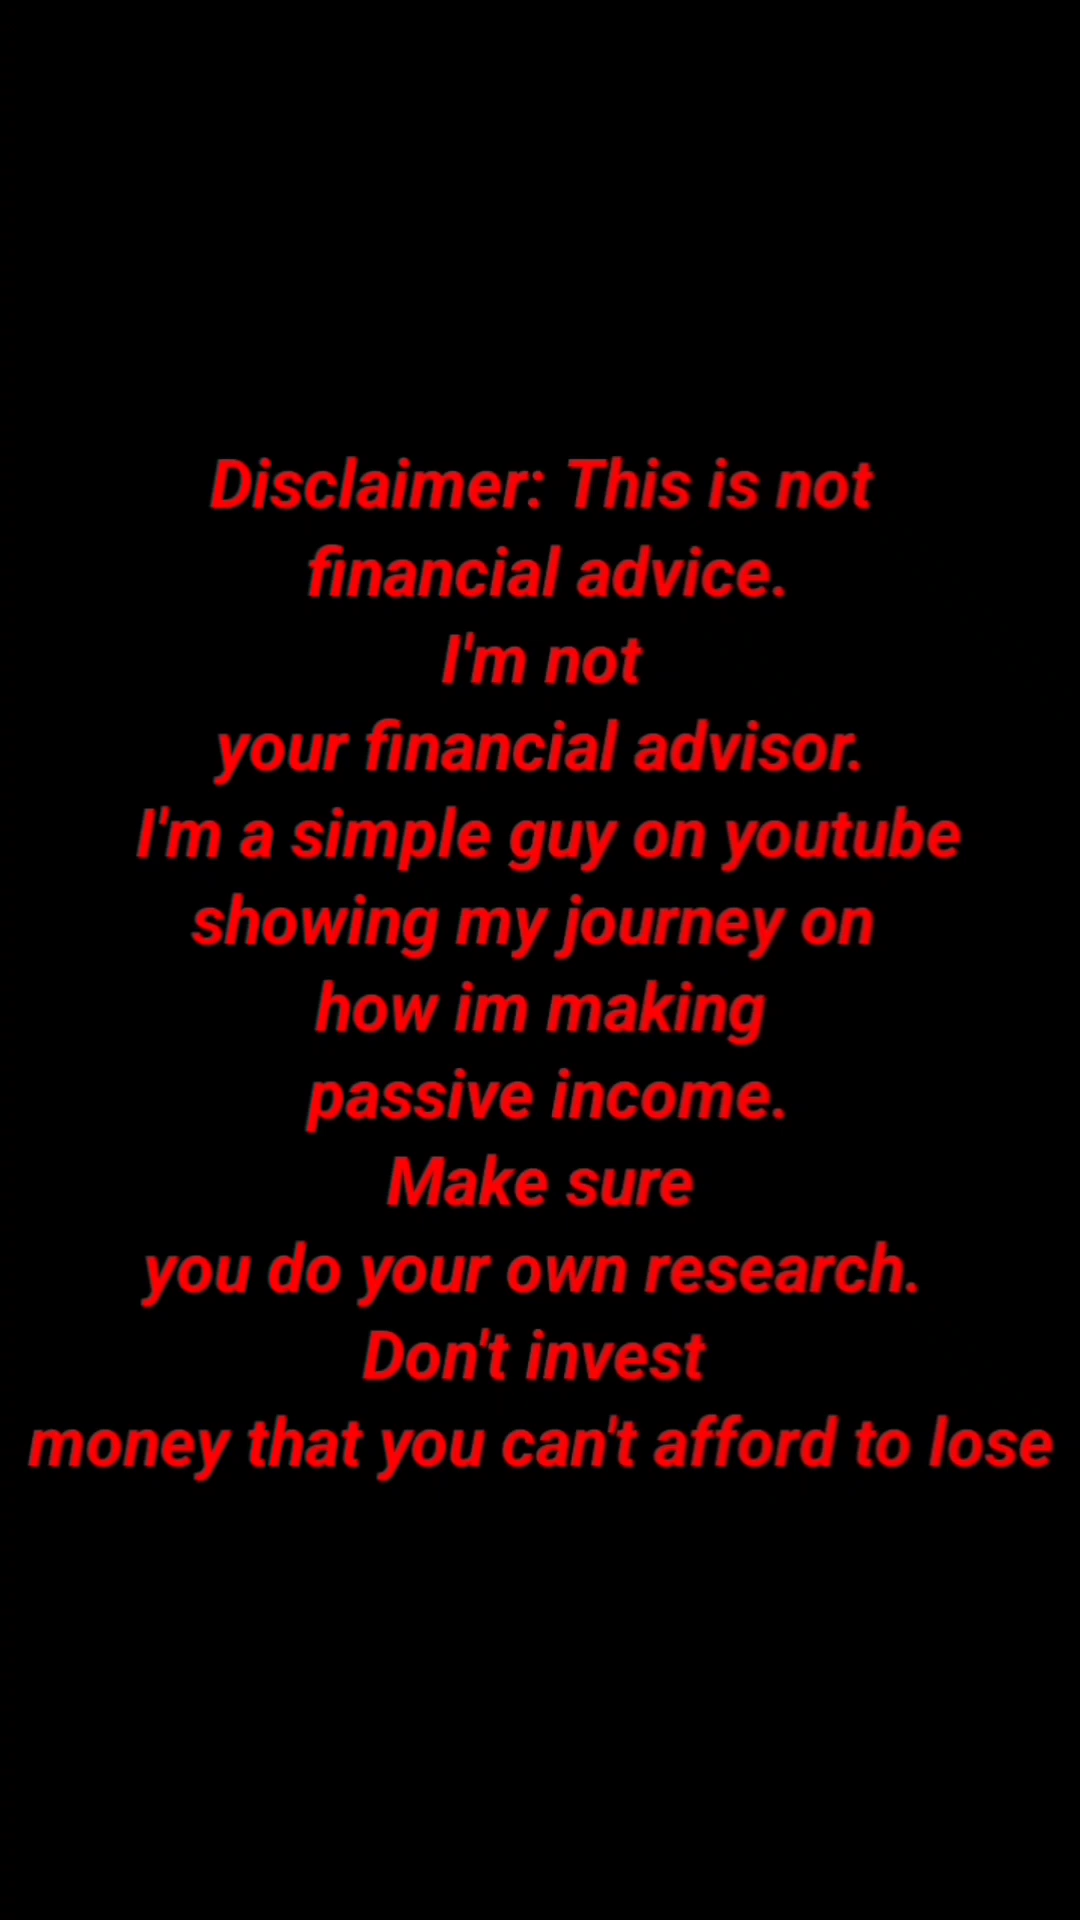 Disclaimer: This is not
financial advice.
I'm not
your financial advisor.
I'm a simple guy on youtube
showing my journey on
how im making
passive income.
Make sure
you do your own research.
Don't invest
money that you can't afford to lose